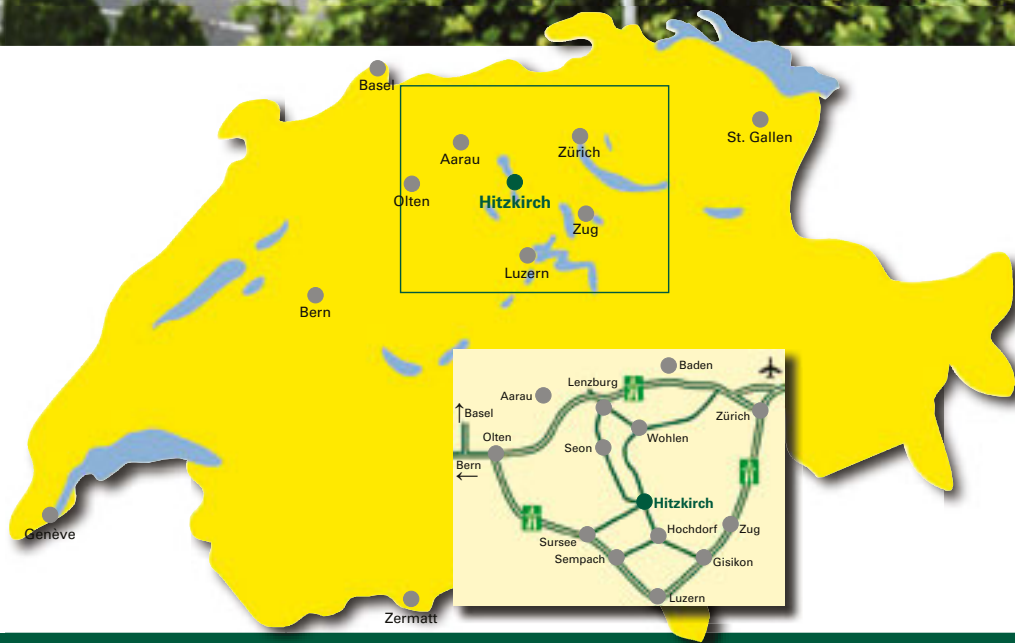 Basel
St. Gallen
Zürich
Aarau
Olten
Hitzkirch
Zug
Luzern
Bern
Genève
Zermatt
Baden
Lenzburg
Aarau
Basel
Zürich
Olten
Wohlen
Seon
Bern
Hitzkirch
Hochdorf
Zug
Sursee
Sempach
Gisikon
Luzern